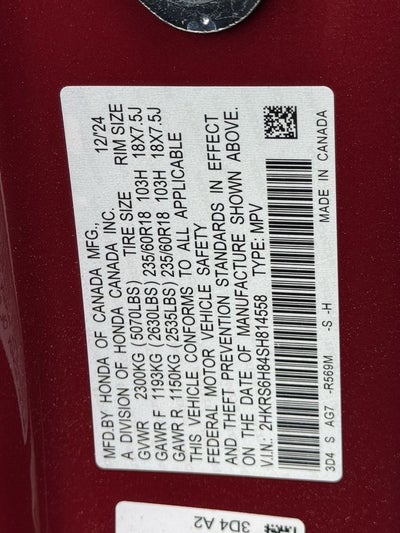 MFD.BY HONDA OF CANADA MFG., 12/24
A DIVISION OF HONDA CANADA INC.
TIRE SIZE RIM SIZE
GVWR 2300KG (5070LBS)
GAWR F 1193KG (2630LBS) 235/60R18 103H 18X7.5J
GAWR R 1150KG (2535LBS) 235/60R18 103H 18X7.5J
THIS VEHICLE CONFORMS TO ALL APPLICABLE
FEDERAL MOTOR VEHICLE SAFETY
AND THEFT PREVENTION STANDARDS IN EFFECT
ON THE DATE OF MANUFACTURE SHOWN ABOVE.
V.I.N.: 2HKRS6H84SH814558 TYPE: MPV
3D4 S AG7 -R569M -S -H MADE IN CANADA
3D4 A2